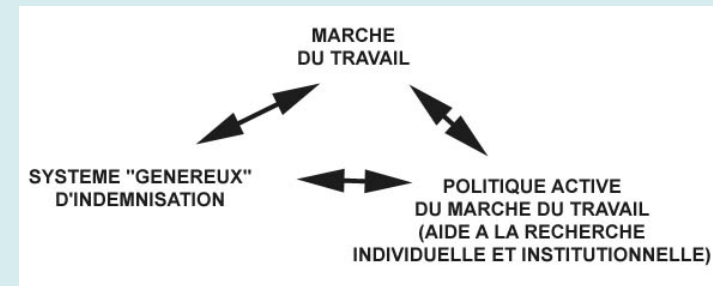 MARCHE
DU TRAVAIL
SYSTEME "GENEREUX"
D'INDEMNISATION
POLITIQUE ACTIVE
DU MARCHE DU TRAVAIL
(AIDE A LA RECHERCHE
INDIVIDUELLE ET INSTITUTIONNELLE)